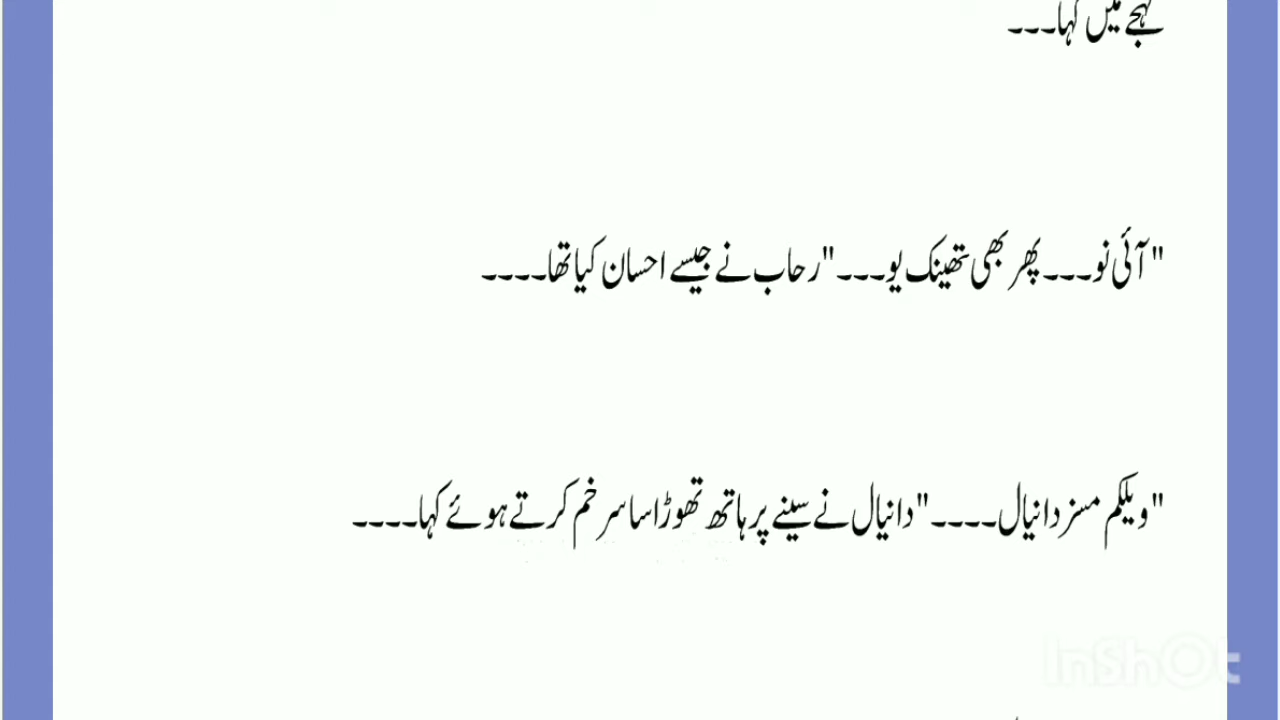 لہجے میں کہا۔۔۔
"آئی نو۔۔۔ پھر بھی تھینک یو۔۔۔"رحاب نے جیسے احسان کیا تھا۔۔۔۔
"ویلکم مسز دانیال۔۔۔۔"دانیال نے سینے پر ہاتھ تھوڑا سا سر خم کرتے ہوئے کہا۔۔۔۔
InShOt